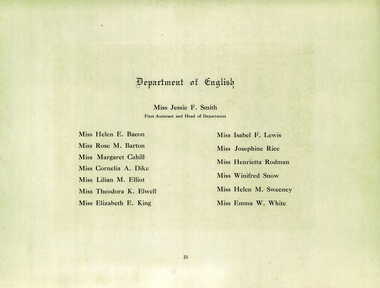 Department of English
Miss Jessie F. Smith
First Assistant and Head of Department
Miss Helen E. Bacon
Miss Rose M. Barton
Miss Margaret Cahill
Miss Cornelia A. Dike
Miss Lilian M. Elliot
Miss Theodora K. Elwell
Miss Elizabeth E. King
Miss Isabel F. Lewis
Miss Josephine Rice
Miss Henrietta Rodman
Miss Winifred Snow
Miss Helen M. Sweeney
Miss Emma W. White